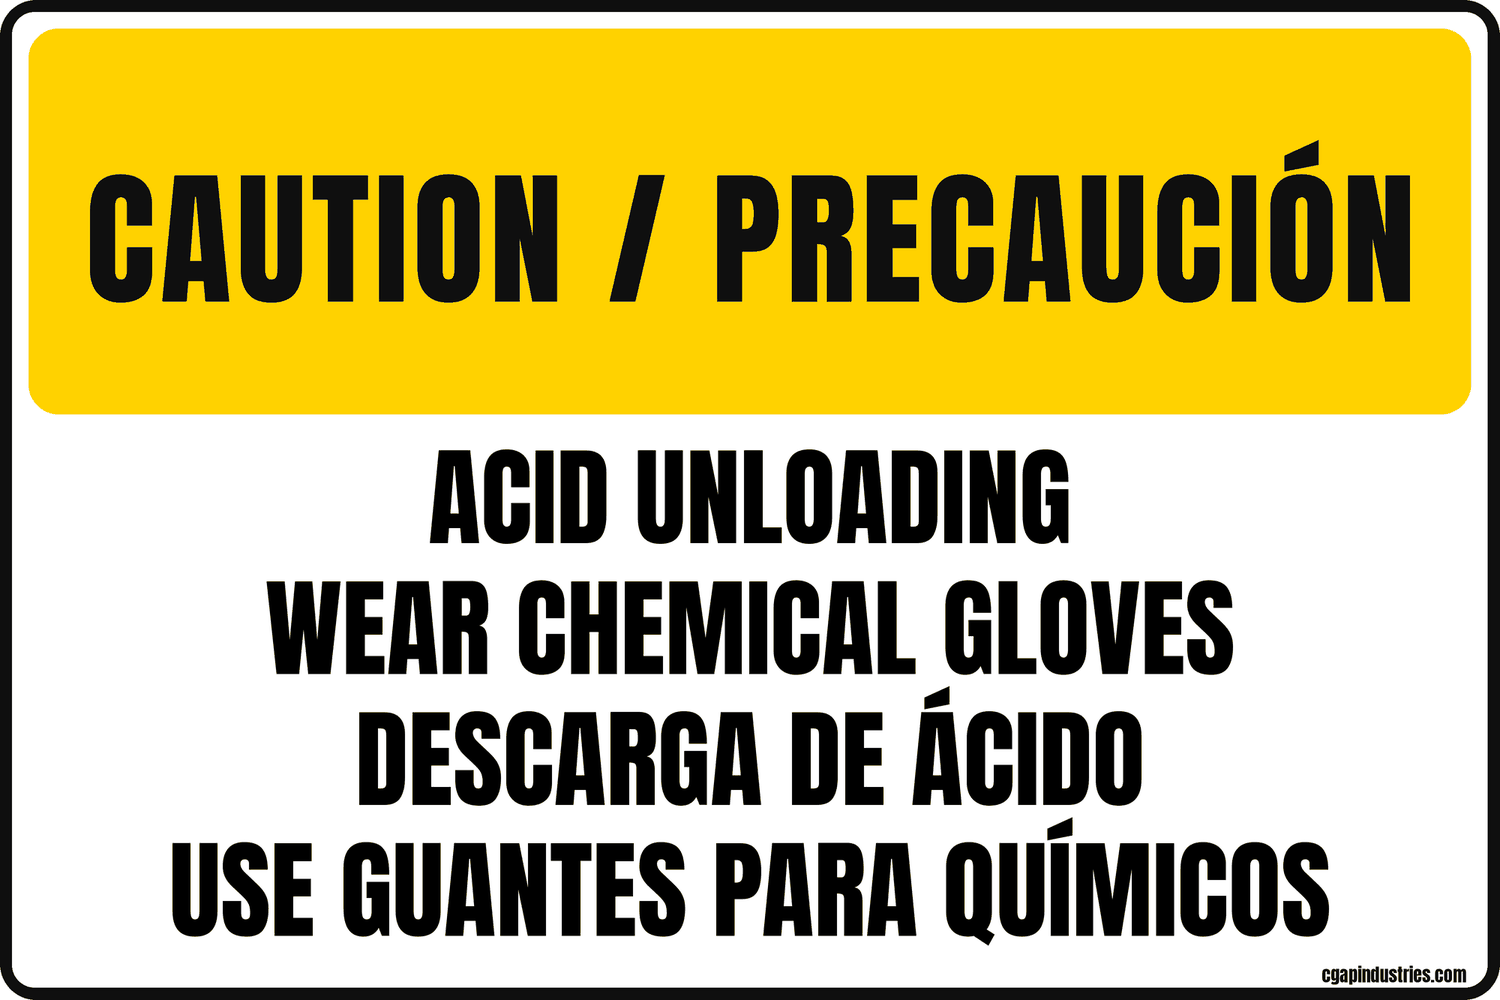 CAUTION / PRECAUCIÓN
ACID UNLOADING
WEAR CHEMICAL GLOVES
DESCARGA DE ÁCIDO
USE GUANTES PARA QUÍMICOS
cgapindustries.com